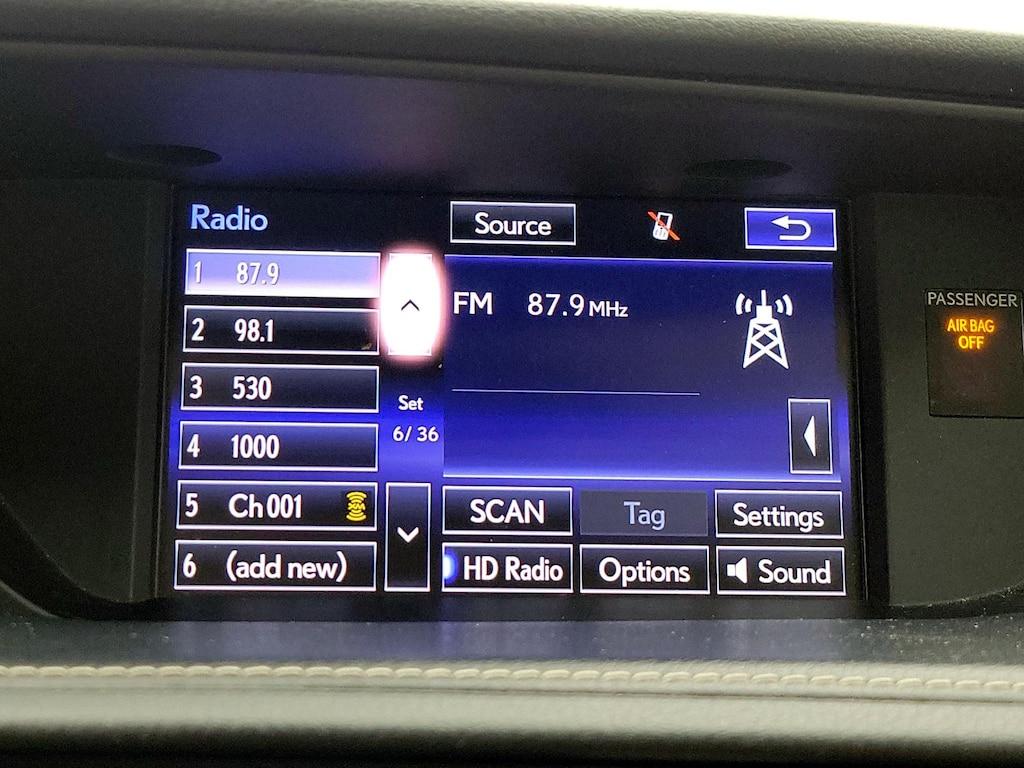 Radio
Source
1 87.9
2 98.1
3 530
4 1000
5 Ch 001
6 (add new)
Set
6/36
FM 87.9 MHz
SCAN
Tag
Settings
HD Radio
Options
Sound
PASSENGER
AIR BAG
OFF